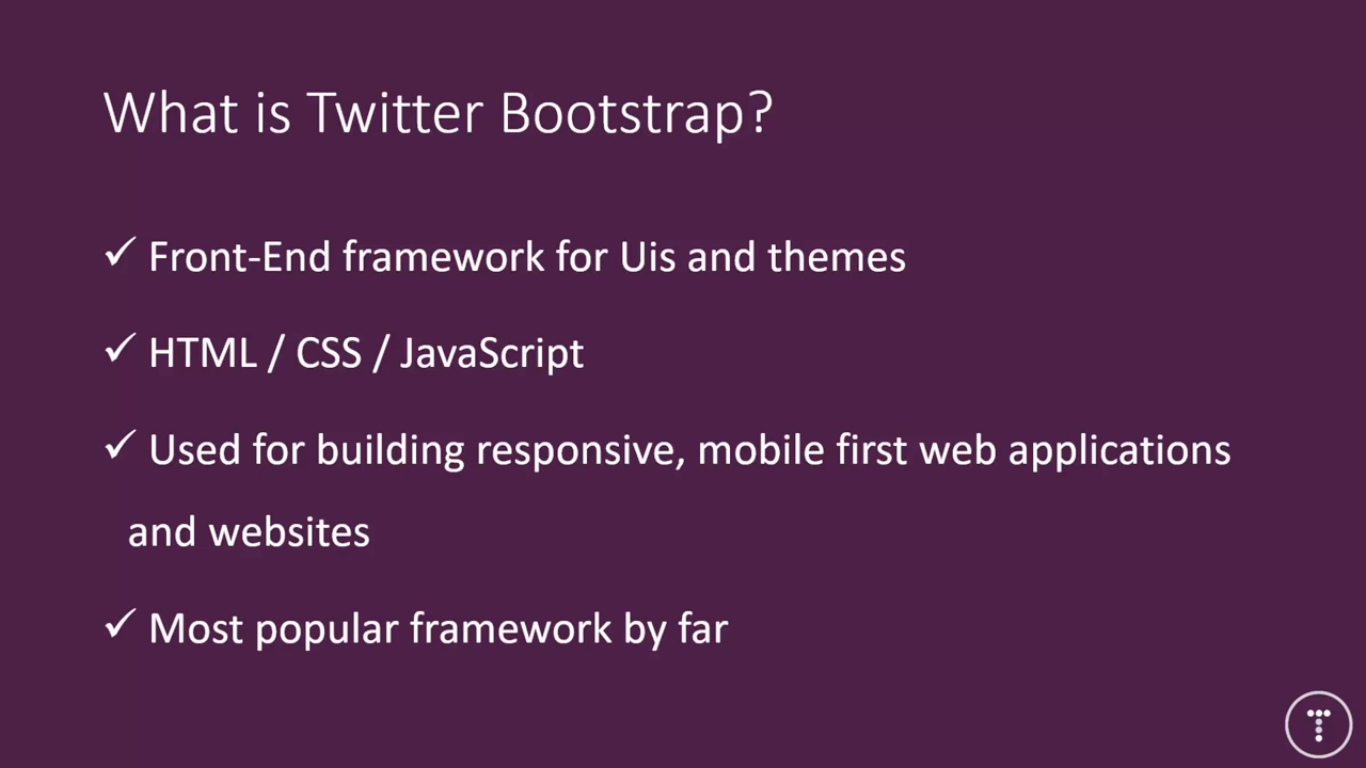 What is Twitter Bootstrap?
✓ Front-End framework for Uis and themes
✓ HTML / CSS / JavaScript
✓ Used for building responsive, mobile first web applications
and websites
✓ Most popular framework by far
T